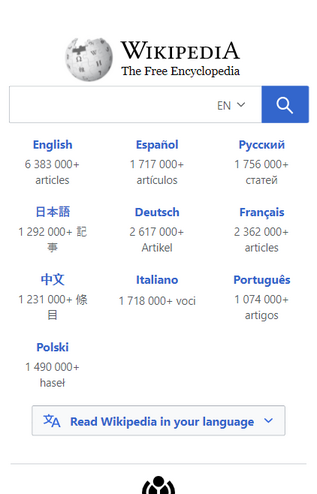 WIKIPEDIA
The Free Encyclopedia
EN
English Español Русский
6 383 000+ 1 717 000+ 1 756 000+
articles artículos статей
日本語 Deutsch Français
1 292 000+ 記 2 617 000+ 2 362 000+
事 Artikel articles
中文 Italiano Português
1 231 000+ 條 1 718 000+ voci 1 074 000+
目 artigos
Polski
1 490 000+
haseł
Read Wikipedia in your language